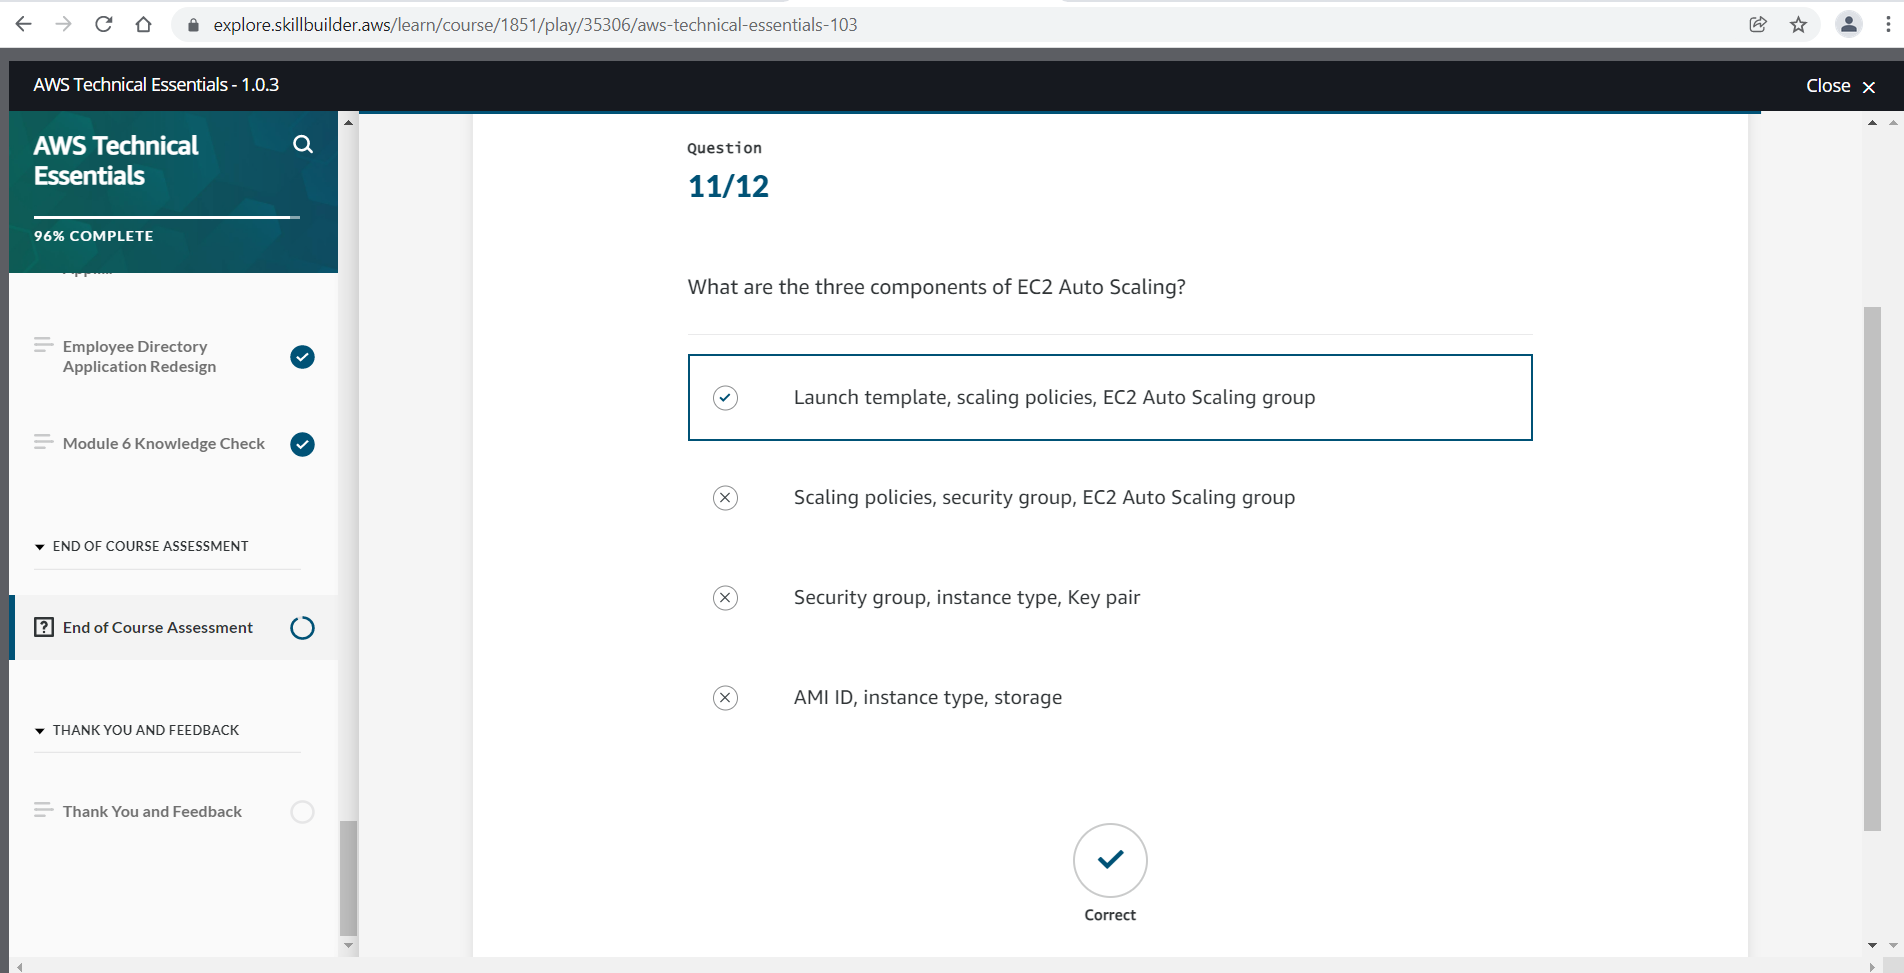 explore.skillbuilder.aws/learn/course/1851/play/35306/aws-technical-essentials-103
AWS Technical Essentials - 1.0.3
Close
AWS Technical
Essentials
96% COMPLETE
Employee Directory
Application Redesign
Module 6 Knowledge Check
END OF COURSE ASSESSMENT
End of Course Assessment
THANK YOU AND FEEDBACK
Thank You and Feedback
Question
11/12
What are the three components of EC2 Auto Scaling?
Launch template, scaling policies, EC2 Auto Scaling group
Scaling policies, security group, EC2 Auto Scaling group
Security group, instance type, Key pair
AMI ID, instance type, storage
Correct